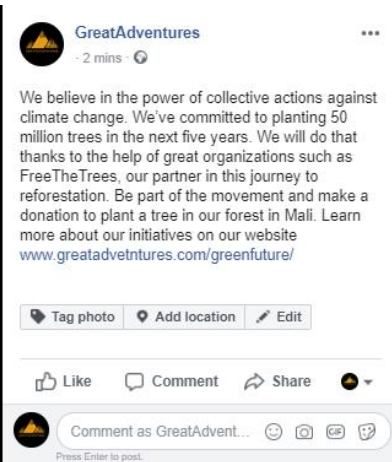 GreatAdventures
2 mins
We believe in the power of collective actions against
climate change. We've committed to planting 50
million trees in the next five years. We will do that
thanks to the help of great organizations such as
FreeTheTrees, our partner in this journey to
reforestation. Be part of the movement and make a
donation to plant a tree in our forest in Mali. Learn
more about our initiatives on our website
www.greatadvetntures.com/greenfuture/
Tag photo Add location Edit
Like Comment Share
Comment as GreatAdvent... GIF
Press Enter to post.